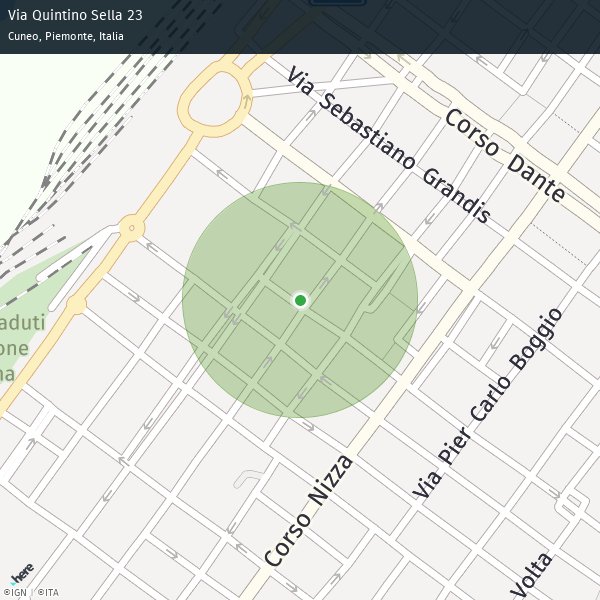 Via Quintino Sella 23
Cuneo, Piemonte, Italia
Via Sebastiano Grandis
Corso Dante
aduti
one
na
Via Pier Carlo Boggio
Corso Nizza
Volta
here
©IGN | ©ITA